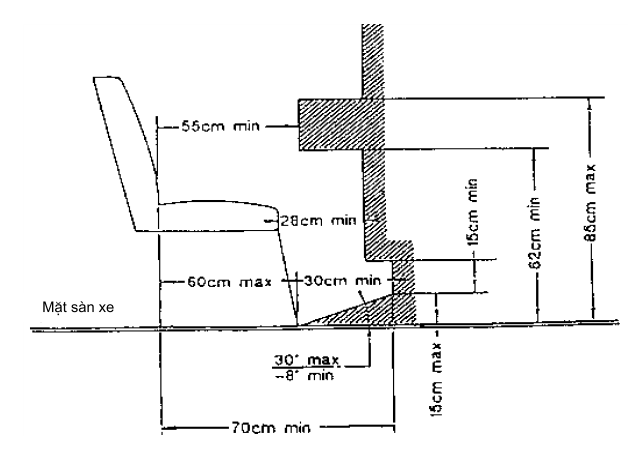 55cm min
28cm min
60cm max
30cm min
15cm min
62cm min
85cm max
Mặt sàn xe
30° max
-8° min
15cm max
70cm min